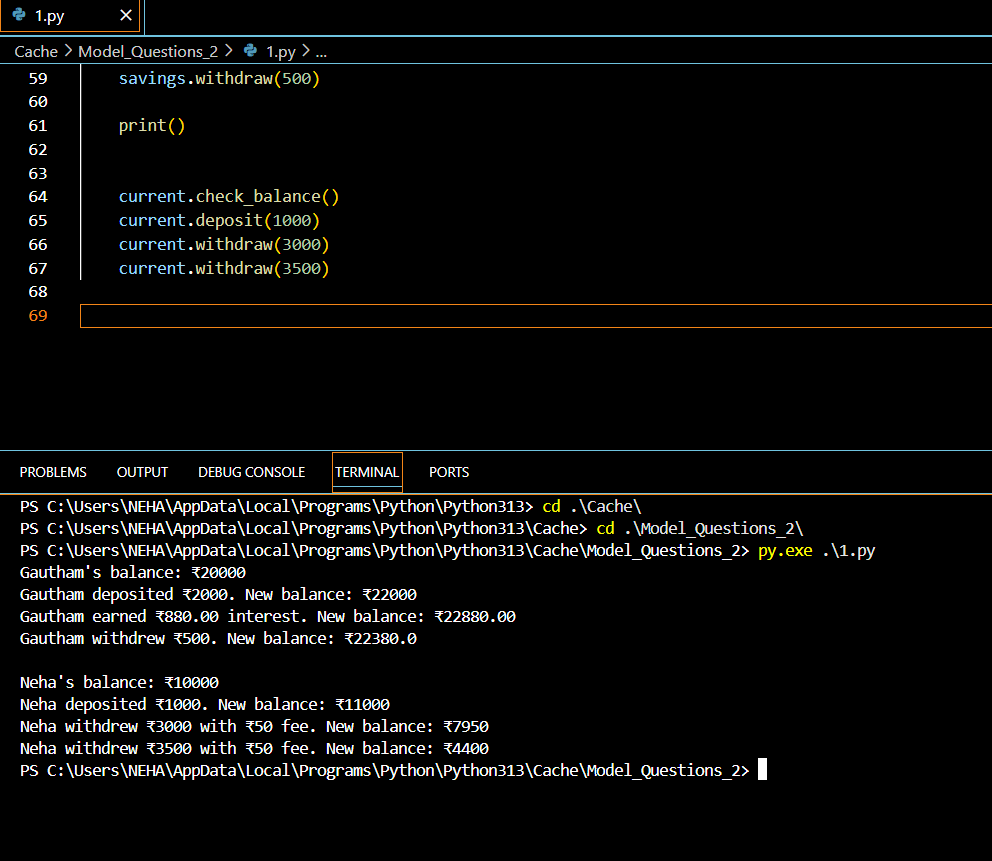 1.py
Cache > Model_Questions_2 > 1.py > ...
59 savings.withdraw(500)
60
61 print()
62
63
64 current.check_balance()
65 current.deposit(1000)
66 current.withdraw(3000)
67 current.withdraw(3500)
68
69
PROBLEMS OUTPUT DEBUG CONSOLE TERMINAL PORTS
PS C:\Users\NEHA\AppData\Local\Programs\Python\Python313> cd .\Cache\
PS C:\Users\NEHA\AppData\Local\Programs\Python\Python313\Cache> cd .\Model_Questions_2\
PS C:\Users\NEHA\AppData\Local\Programs\Python\Python313\Cache\Model_Questions_2> py.exe .\1.py
Gautham's balance: ₹20000
Gautham deposited ₹2000. New balance: ₹22000
Gautham earned ₹880.00 interest. New balance: ₹22880.00
Gautham withdrew ₹500. New balance: ₹22380.0

Neha's balance: ₹10000
Neha deposited ₹1000. New balance: ₹11000
Neha withdrew ₹3000 with ₹50 fee. New balance: ₹7950
Neha withdrew ₹3500 with ₹50 fee. New balance: ₹4400
PS C:\Users\NEHA\AppData\Local\Programs\Python\Python313\Cache\Model_Questions_2>